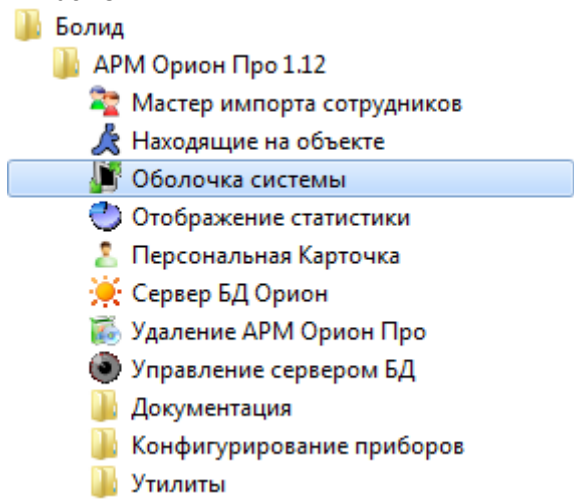 Болид
АРМ Орион Про 1.12
Мастер импорта сотрудников
Находящие на объекте
Оболочка системы
Отображение статистики
Персональная Карточка
Сервер БД Орион
Удаление АРМ Орион Про
Управление сервером БД
Документация
Конфигурирование приборов
Утилиты